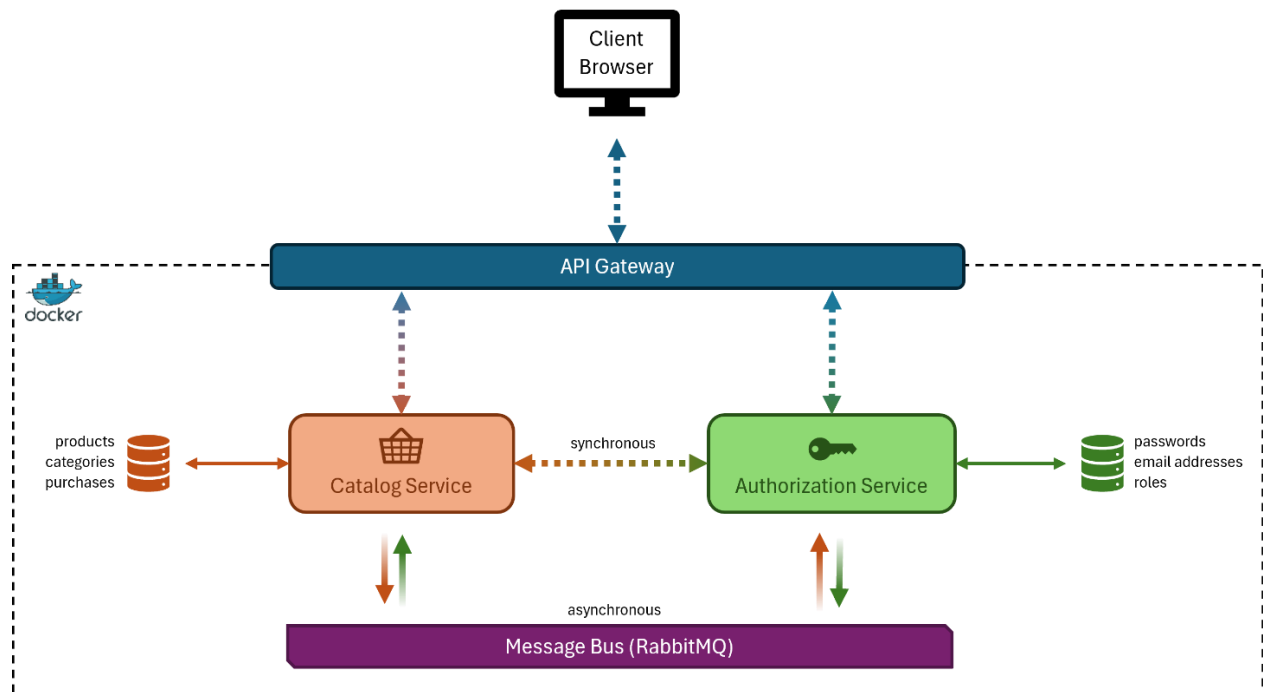 Client
Browser
API Gateway
docker
products
categories
purchases
Catalog Service
synchronous
Authorization Service
passwords
email addresses
roles
asynchronous
Message Bus (RabbitMQ)